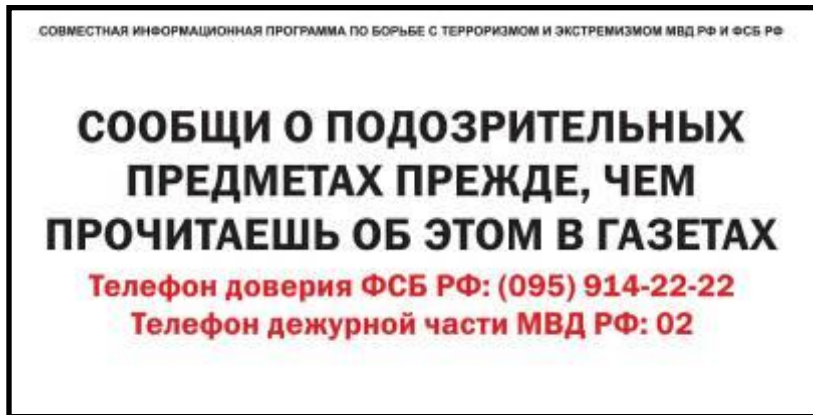 СОВМЕСТНАЯ ИНФОРМАЦИОННАЯ ПРОГРАММА ПО БОРЬБЕ С ТЕРРОРИЗМОМ И ЭКСТРЕМИЗМОМ МВД РФ И ФСБ РФ
СООБЩИ О ПОДОЗРИТЕЛЬНЫХ
ПРЕДМЕТАХ ПРЕЖДЕ, ЧЕМ
ПРОЧИТАЕШЬ ОБ ЭТОМ В ГАЗЕТАХ
Телефон доверия ФСБ РФ: (095) 914-22-22
Телефон дежурной части МВД РФ: 02